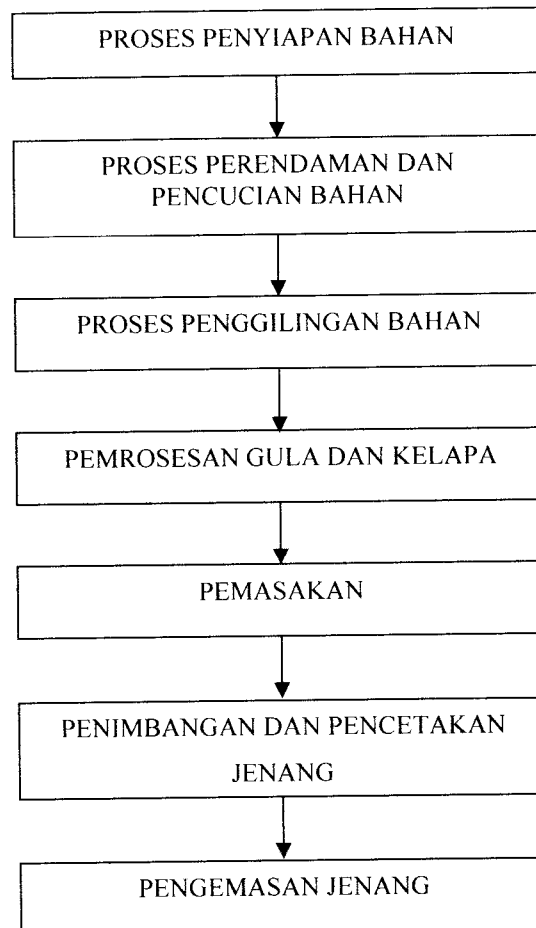 PROSES PENYIAPAN BAHAN
PROSES PERENDAMAN DAN
PENCUCIAN BAHAN
PROSES PENGGILINGAN BAHAN
PEMROSESAN GULA DAN KELAPA
PEMASAKAN
PENIMBANGAN DAN PENCETAKAN
JENANG
PENGEMASAN JENANG